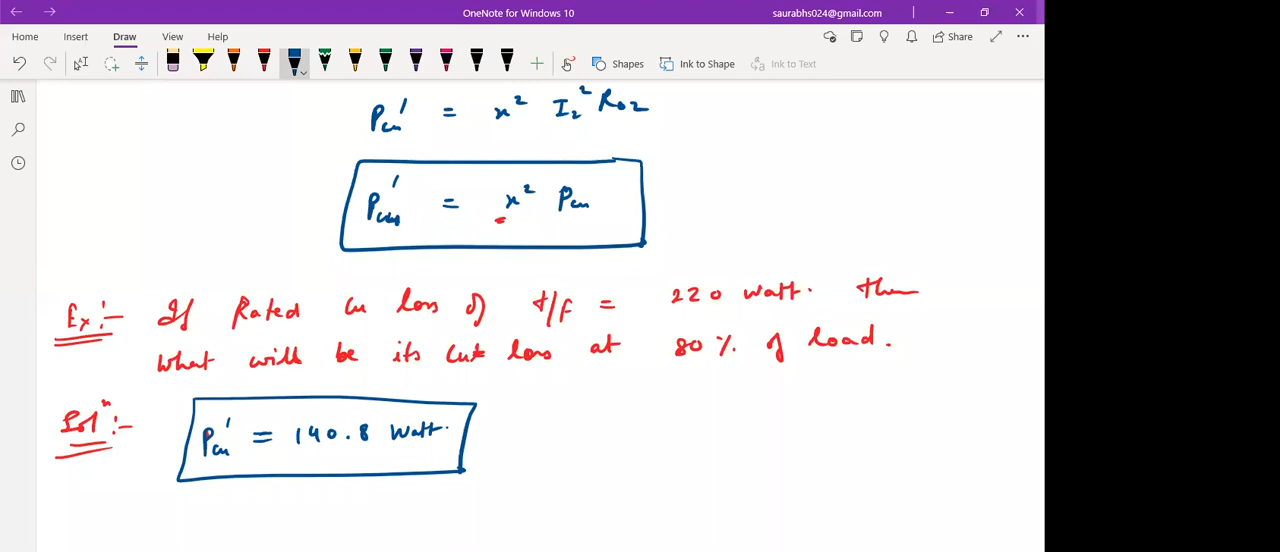 OneNote for Windows 10
saurabhs024@gmail.com
Home Insert Draw View Help
Share
Shapes Ink to Shape Ink to Text
Pcu' = x² I₂² R₀₂
Pcu' = x² Pcu
Ex:- If Rated cu loss of t/f = 220 watt. then
what will be its cu loss at 80% of load.
Solⁿ:-
Pcu' = 140.8 Watt.